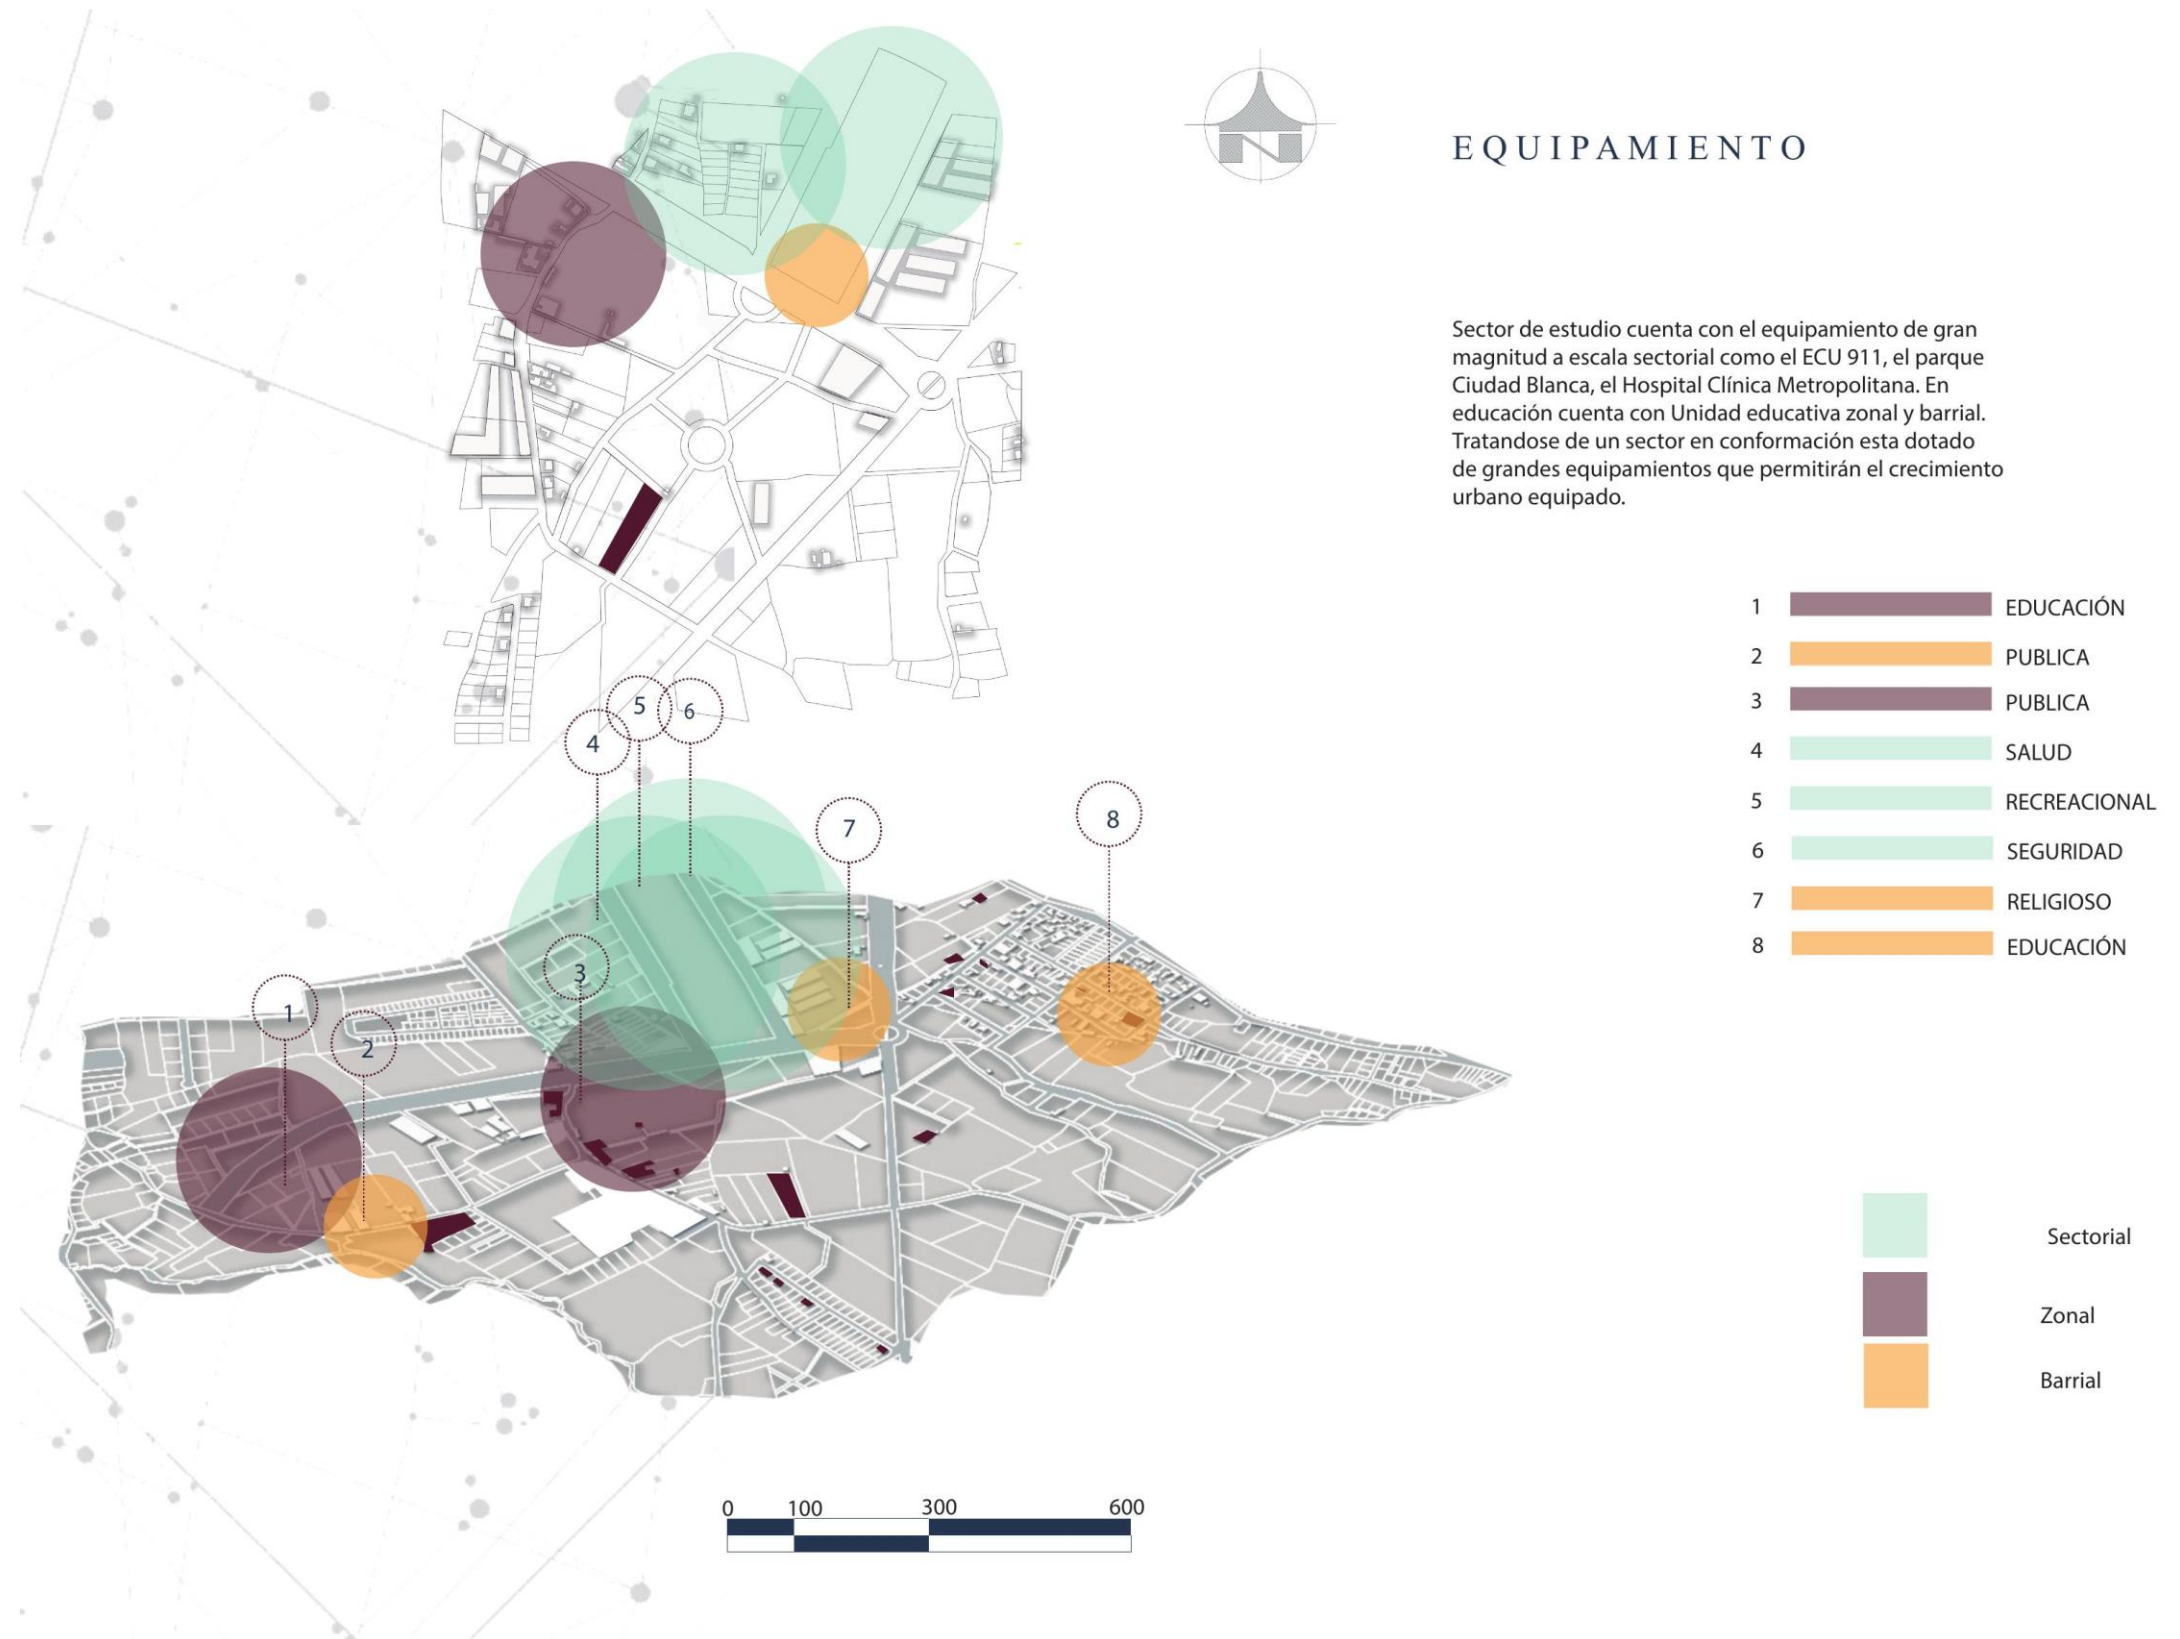 N
EQUIPAMIENTO
Sector de estudio cuenta con el equipamiento de gran
magnitud a escala sectorial como el ECU 911, el parque
Ciudad Blanca, el Hospital Clínica Metropolitana. En
educación cuenta con Unidad educativa zonal y barrial.
Tratandose de un sector en conformación esta dotado
de grandes equipamientos que permitirán el crecimiento
urbano equipado.
1 EDUCACIÓN
2 PUBLICA
3 PUBLICA
4 SALUD
5 RECREACIONAL
6 SEGURIDAD
7 RELIGIOSO
8 EDUCACIÓN
5
6
4
7
8
3
1
2
Sectorial
Zonal
Barrial
0 100 300 600